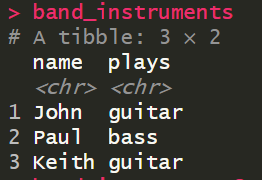 > band_instruments
# A tibble: 3 × 2
name plays
<chr> <chr>
1 John guitar
2 Paul bass
3 Keith guitar